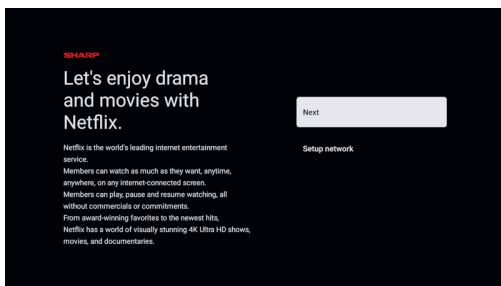 SHARP
Let's enjoy drama
and movies with
Netflix.
Netflix is the world's leading internet entertainment
service.
Members can watch as much as they want, anytime,
anywhere, on any internet-connected screen.
Members can play, pause and resume watching, all
without commercials or commitments.
From award-winning favorites to the newest hits,
Netflix has a world of visually stunning 4K Ultra HD shows,
movies, and documentaries.
Next
Setup network